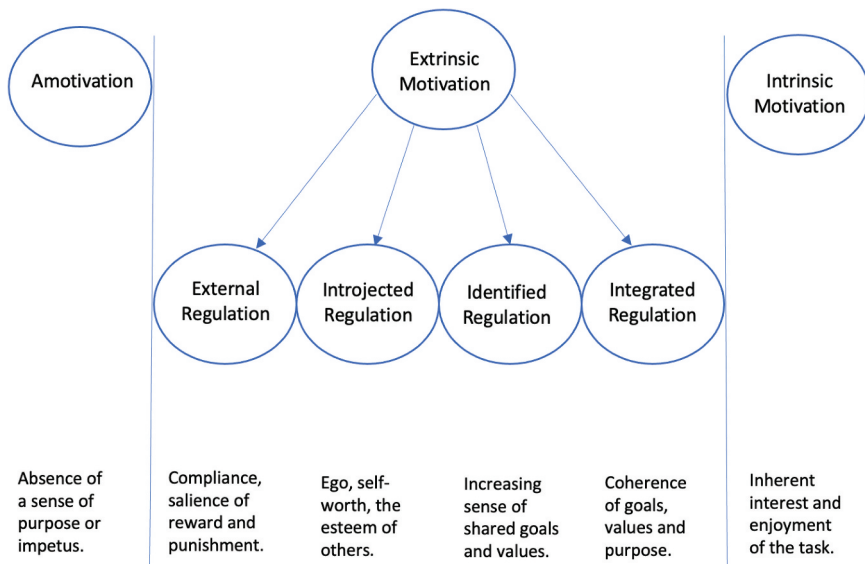 Amotivation
Extrinsic
Motivation
Intrinsic
Motivation
External
Regulation
Introjected
Regulation
Identified
Regulation
Integrated
Regulation
Absence of
a sense of
purpose or
impetus.
Compliance,
salience of
reward and
punishment.
Ego, self-
worth, the
esteem of
others.
Increasing
sense of
shared goals
and values.
Coherence
of goals,
values and
purpose.
Inherent
interest and
enjoyment
of the task.